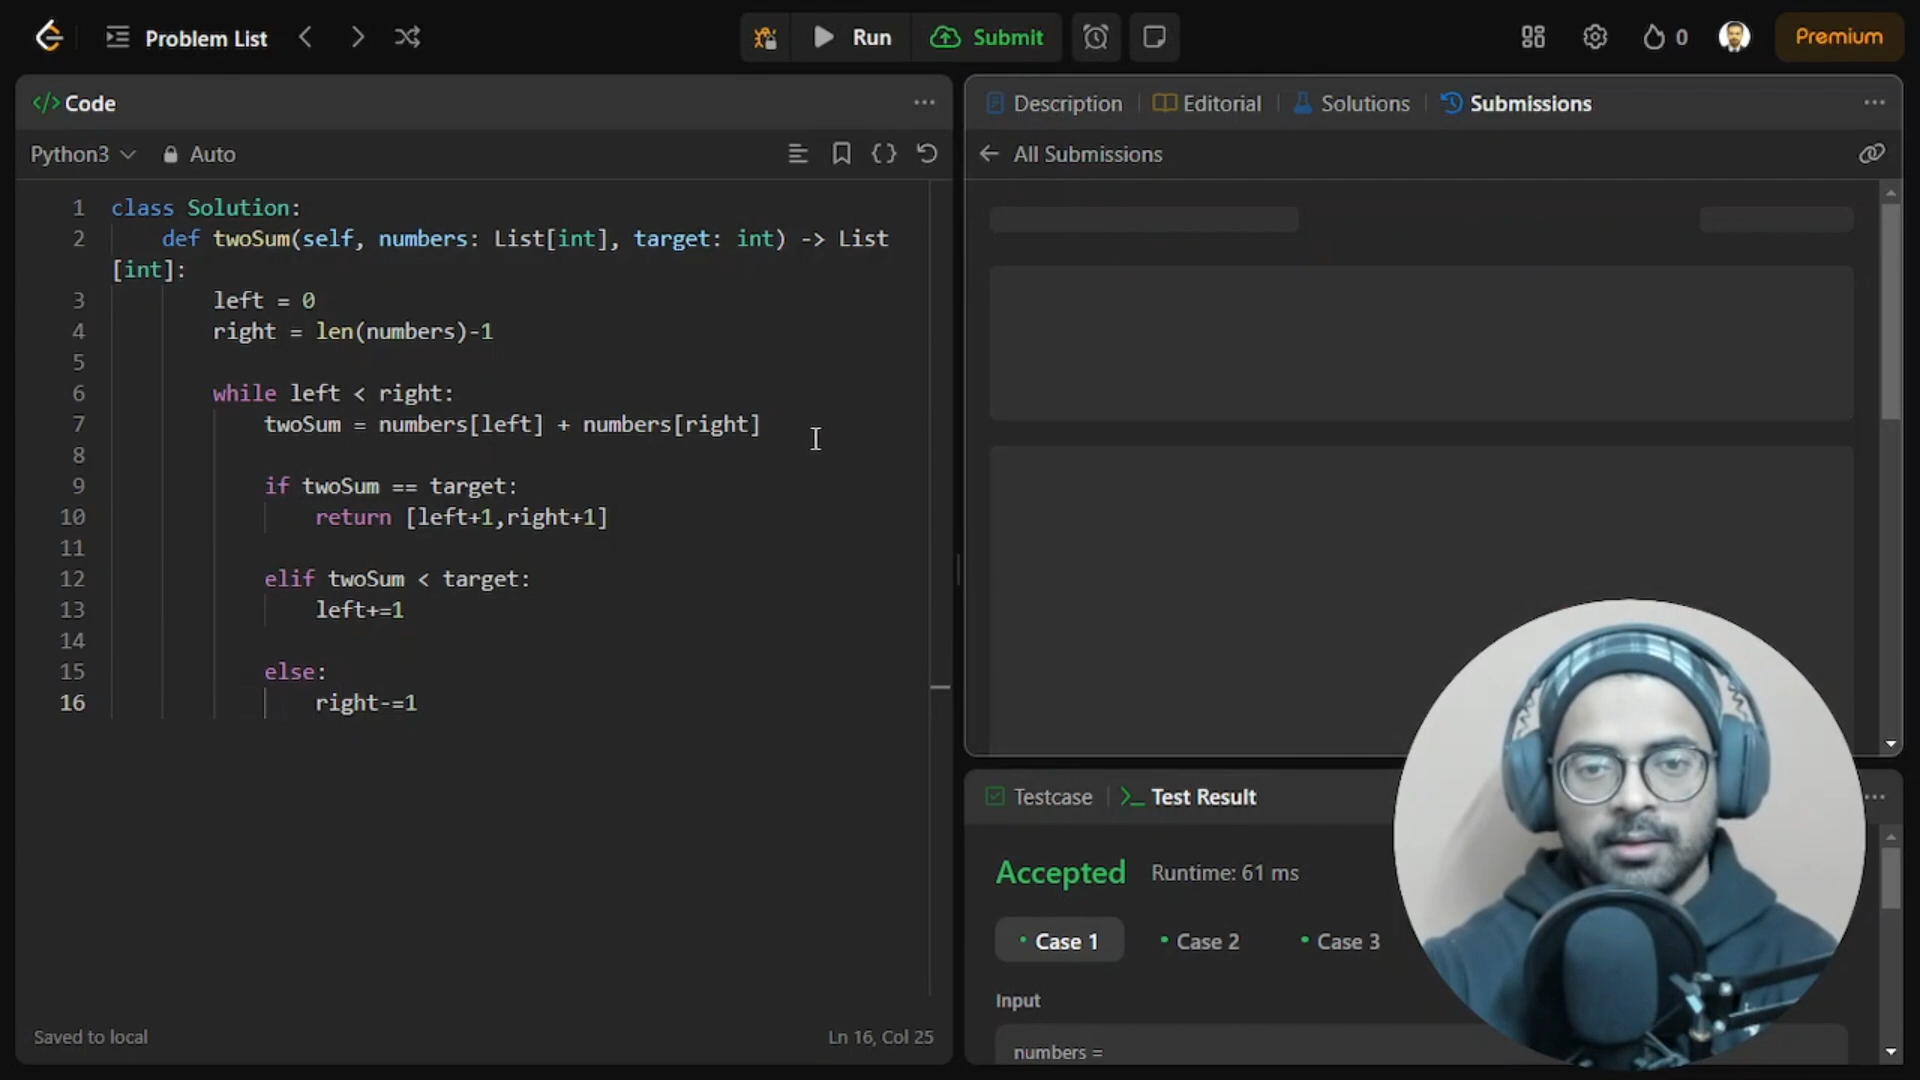 Problem List
Run
Submit
0
Premium
</> Code
Python3
Auto
1 class Solution:
2 def twoSum(self, numbers: List[int], target: int) -> List
[int]:
3 left = 0
4 right = len(numbers)-1
5
6 while left < right:
7 twoSum = numbers[left] + numbers[right]
8
9 if twoSum == target:
10 return [left+1,right+1]
11
12 elif twoSum < target:
13 left+=1
14
15 else:
16 right-=1
Saved to local
Ln 16, Col 25
Description
Editorial
Solutions
Submissions
All Submissions
Testcase
Test Result
Accepted
Runtime: 61 ms
Case 1
Case 2
Case 3
Input
numbers =